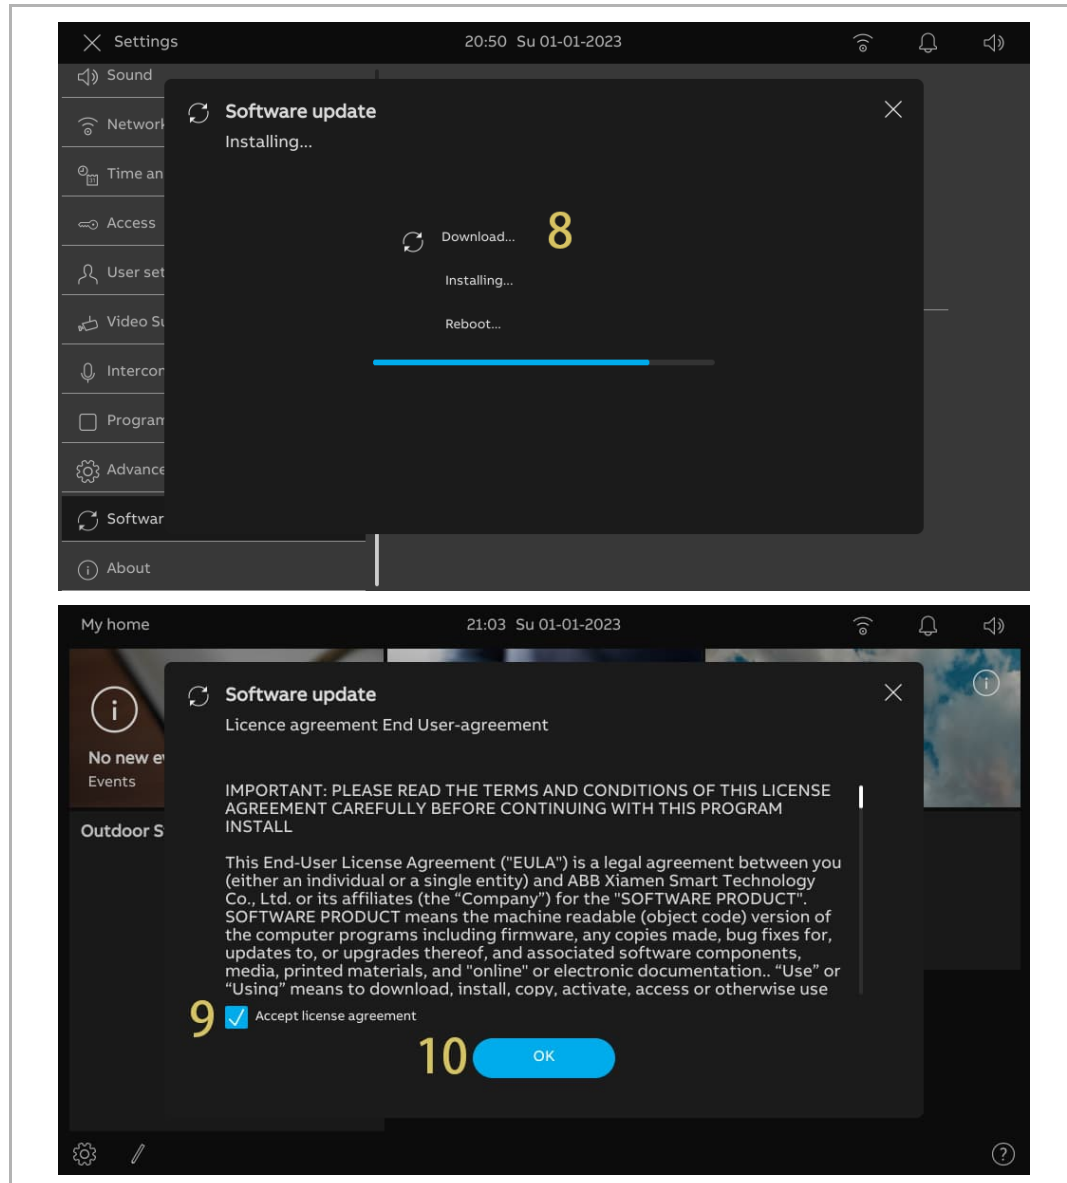 Settings
20:50 Su 01-01-2023
Sound
Network
Time an
Access
User set
Video Su
Intercon
Program
Advance
Softwar
About
Software update
Installing...
Download...
8
Installing...
Reboot...
My home
21:03 Su 01-01-2023
No new e
Events
Outdoor S
Software update
Licence agreement End User-agreement
IMPORTANT: PLEASE READ THE TERMS AND CONDITIONS OF THIS LICENSE
AGREEMENT CAREFULLY BEFORE CONTINUING WITH THIS PROGRAM
INSTALL
This End-User License Agreement ("EULA") is a legal agreement between you
(either an individual or a single entity) and ABB Xiamen Smart Technology
Co., Ltd. or its affiliates (the “Company”) for the "SOFTWARE PRODUCT".
SOFTWARE PRODUCT means the machine readable (object code) version of
the computer programs including firmware, any copies made, bug fixes for,
updates to, or upgrades thereof, and associated software components,
media, printed materials, and "online" or electronic documentation.. “Use” or
“Using” means to download, install, copy, activate, access or otherwise use
9
Accept license agreement
10
OK